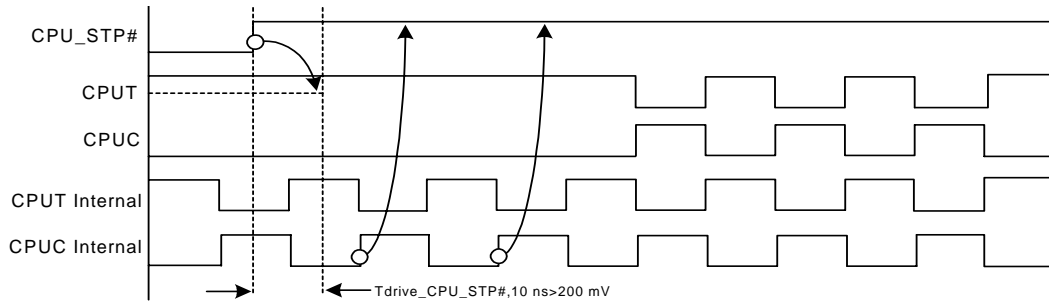 CPU_STP#
CPUT
CPUC
CPUT Internal
CPUC Internal
Tdrive_CPU_STP#,10 ns>200 mV